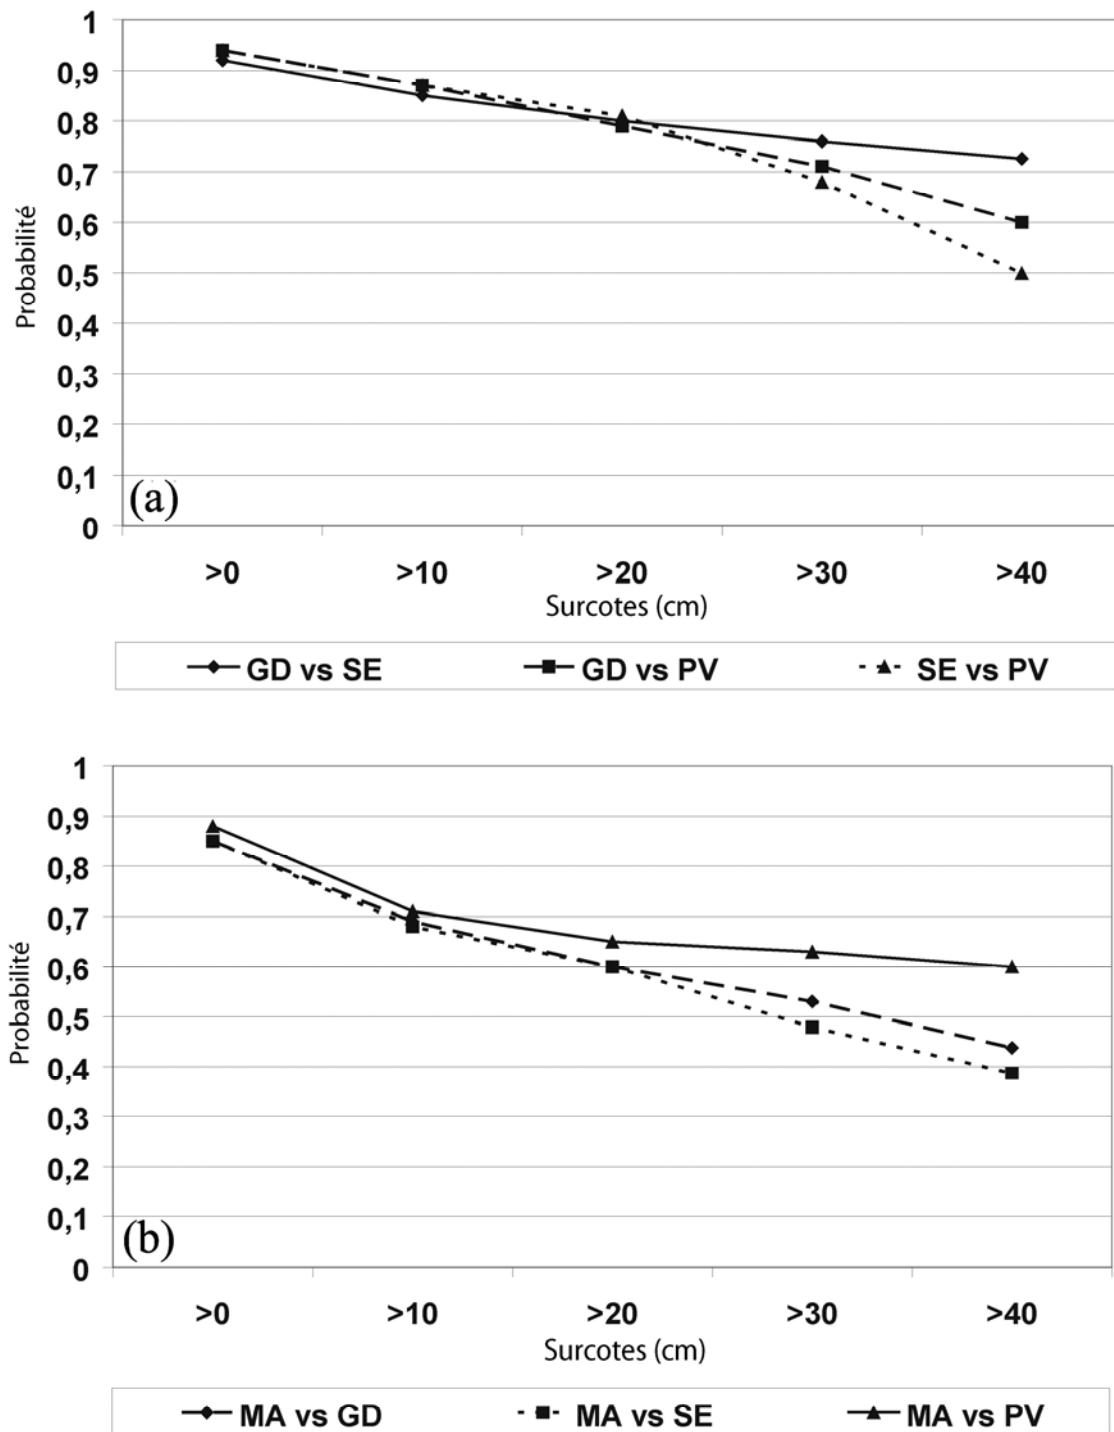 1
0,9
0,8
0,7
0,6
0,5
0,4
0,3
0,2
0,1
0
Probabilité
(a)
>0 >10 >20 >30 >40
Surcotes (cm)
GD vs SE GD vs PV SE vs PV
1
0,9
0,8
0,7
0,6
0,5
0,4
0,3
0,2
0,1
0
Probabilité
(b)
>0 >10 >20 >30 >40
Surcotes (cm)
MA vs GD MA vs SE MA vs PV